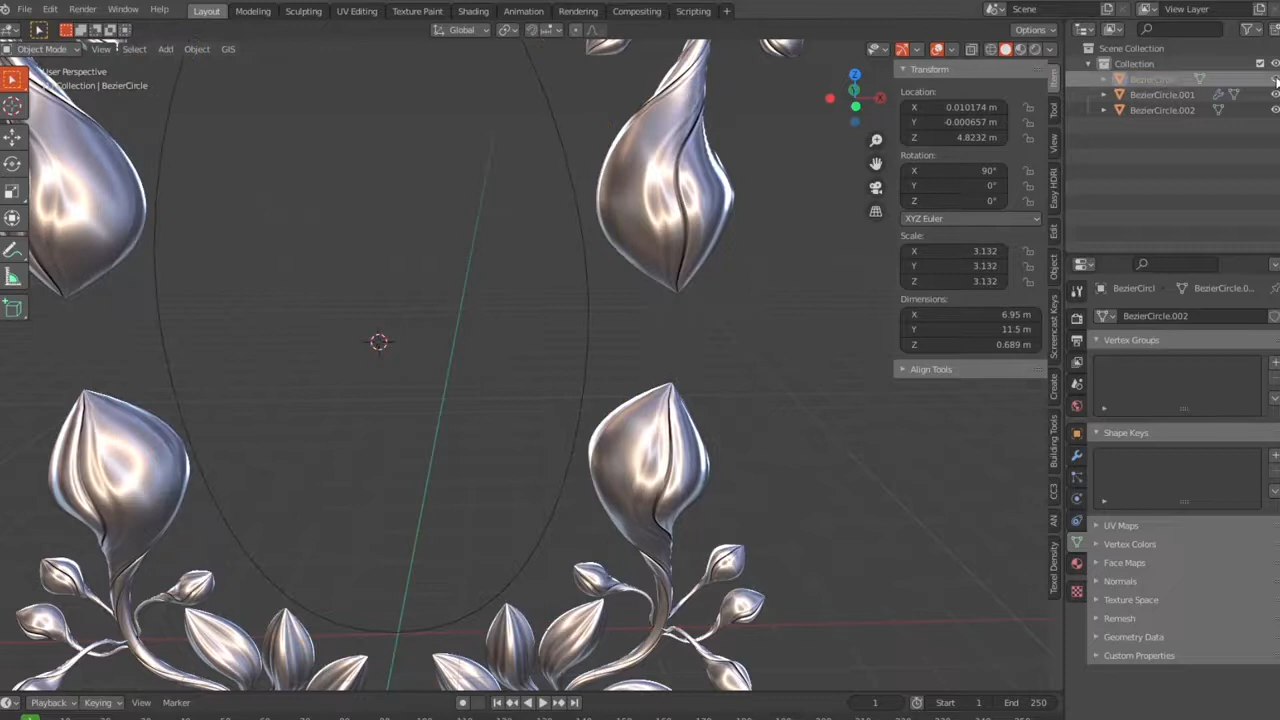 File Edit Render Window Help
Layout Modeling Sculpting UV Editing Texture Paint Shading Animation Rendering Compositing Scripting +
Scene View Layer
Global Options
Object Mode View Select Add Object GIS
User Perspective
Collection | BezierCircle
Scene Collection
Collection
BezierCircle
BezierCircle.001
BezierCircle.002
Transform
Location:
X 0.010174 m
Y -0.000657 m
Z 4.8232 m
Rotation:
X 90°
Y 0°
Z 0°
XYZ Euler
Scale:
X 3.132
Y 3.132
Z 3.132
Dimensions:
X 6.95 m
Y 11.5 m
Z 0.689 m
Align Tools
Item
Tool
View
Easy HDRI
Edit
Object
Screencast Keys
Create
Building Tools
CC3
AN
Texel Density
BezierCircl BezierCircle.0...
BezierCircle.002
Vertex Groups
Shape Keys
UV Maps
Vertex Colors
Face Maps
Normals
Texture Space
Remesh
Geometry Data
Custom Properties
Playback Keying View Marker
1 Start 1 End 250